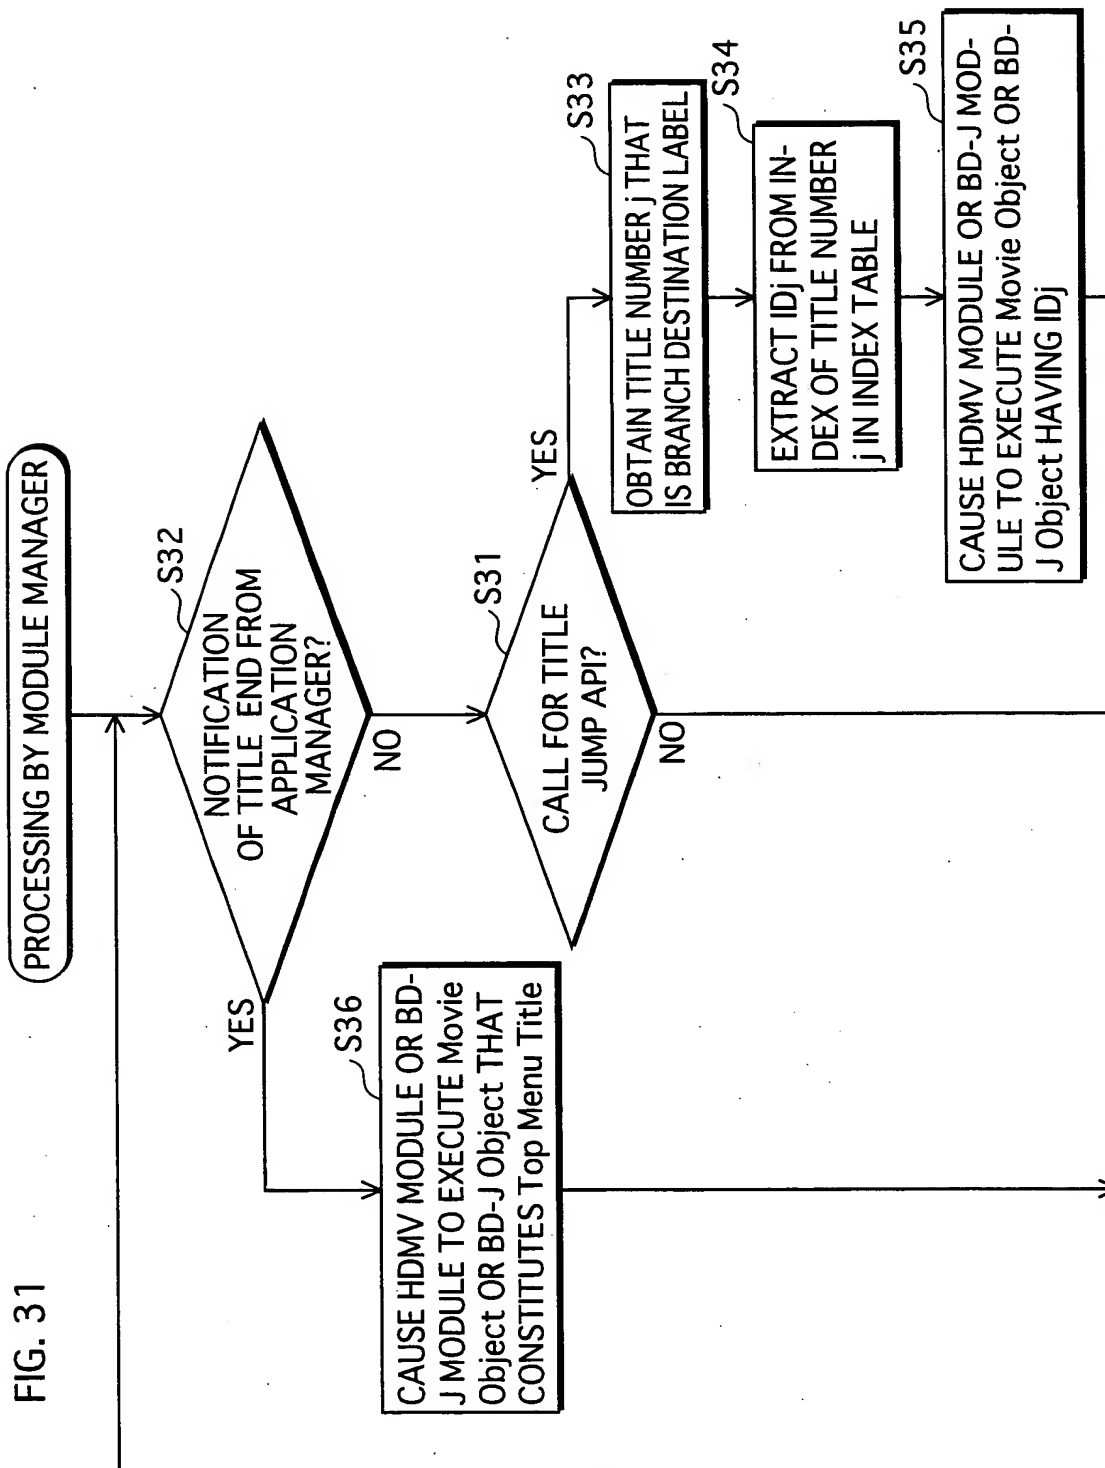 FIG. 31
PROCESSING BY MODULE MANAGER
S32
NOTIFICATION
OF TITLE END FROM
APPLICATION
MANAGER?
YES
NO
S36
CAUSE HDMV MODULE OR BD-
J MODULE TO EXECUTE Movie
Object OR BD-J Object THAT
CONSTITUTES Top Menu Title
S31
CALL FOR TITLE
JUMP API?
YES
NO
S33
OBTAIN TITLE NUMBER j THAT
IS BRANCH DESTINATION LABEL
S34
EXTRACT IDj FROM IN-
DEX OF TITLE NUMBER
j IN INDEX TABLE
S35
CAUSE HDMV MODULE OR BD-J MOD-
ULE TO EXECUTE Movie Object OR BD-
J Object HAVING IDj